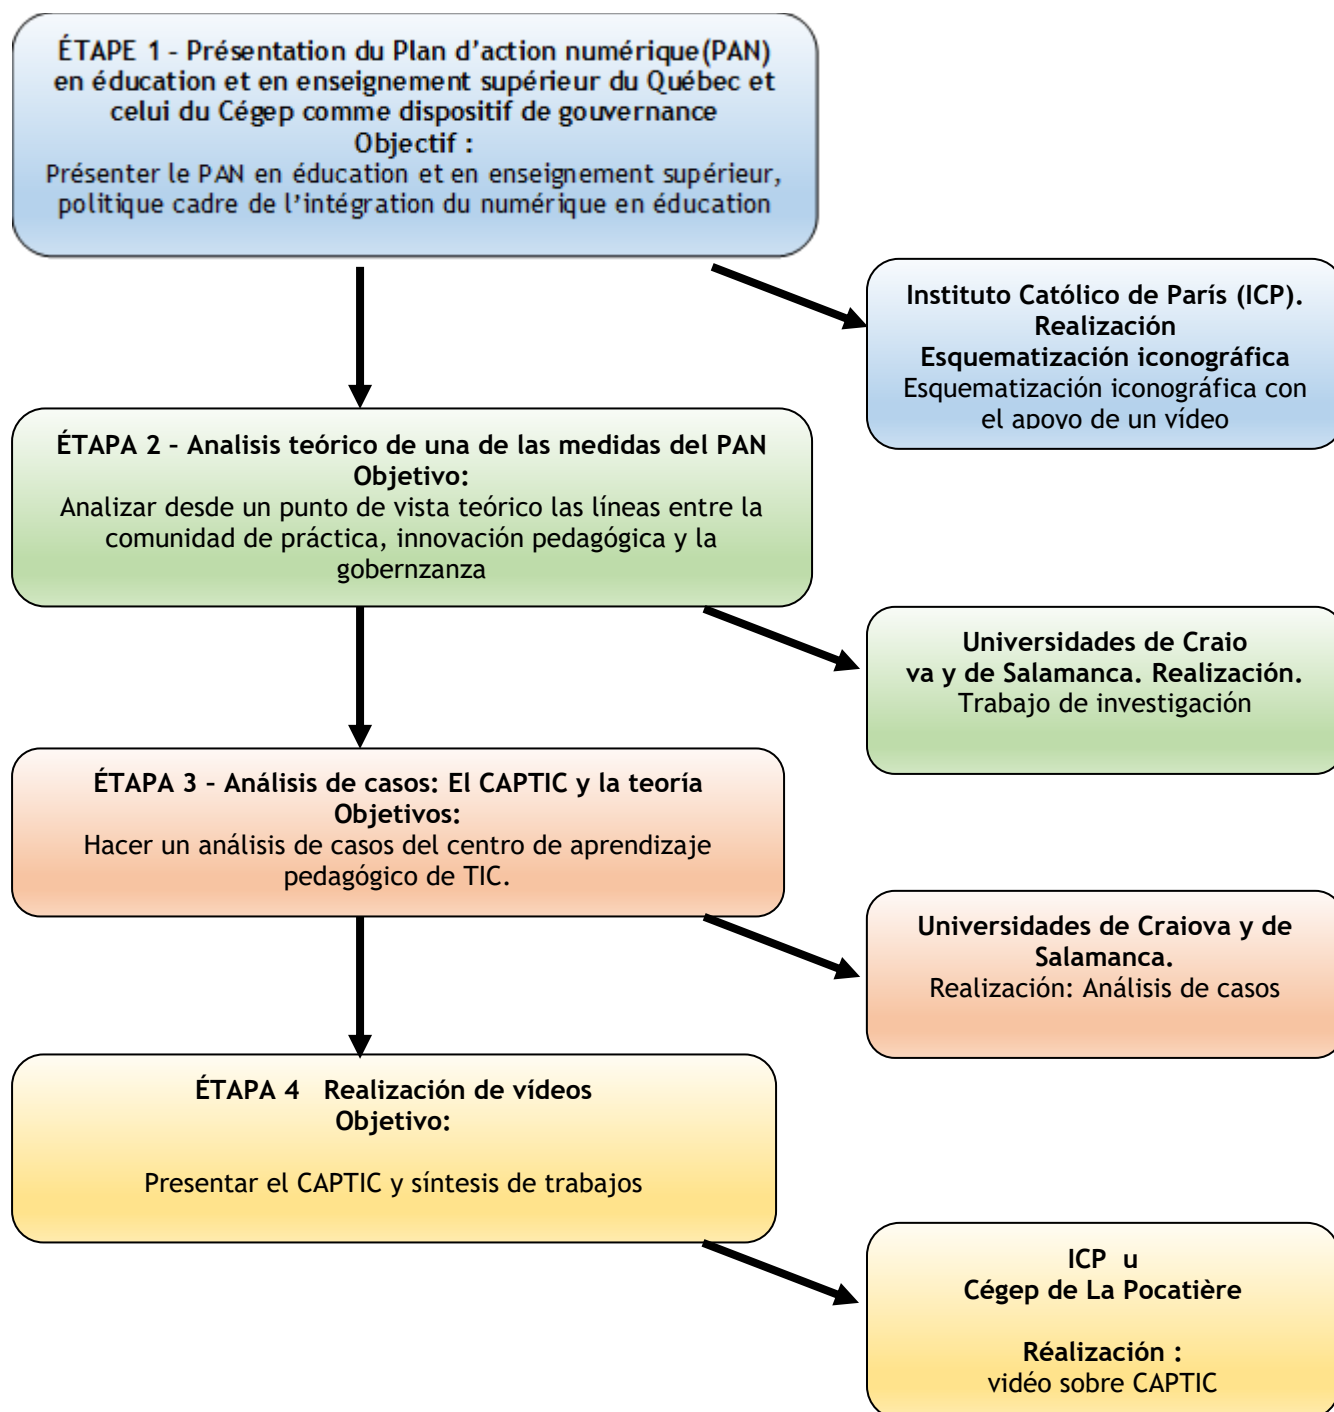 ÉTAPE 1 - Présentation du Plan d’action numérique(PAN)
en éducation et en enseignement supérieur du Québec et
celui du Cégep comme dispositif de gouvernance
Objectif :
Présenter le PAN en éducation et en enseignement supérieur,
politique cadre de l’intégration du numérique en éducation
Instituto Católico de París (ICP).
Realización
Esquematización iconográfica
Esquematización iconográfica con
el apoyo de un vídeo
ÉTAPA 2 – Analisis teórico de una de las medidas del PAN
Objetivo:
Analizar desde un punto de vista teórico las líneas entre la
comunidad de práctica, innovación pedagógica y la
gobernzanza
Universidades de Craio
va y de Salamanca. Realización.
Trabajo de investigación
ÉTAPA 3 – Análisis de casos: El CAPTIC y la teoría
Objetivos:
Hacer un análisis de casos del centro de aprendizaje
pedagógico de TIC.
Universidades de Craiova y de
Salamanca.
Realización: Análisis de casos
ÉTAPA 4 Realización de vídeos
Objetivo:
Presentar el CAPTIC y síntesis de trabajos
ICP u
Cégep de La Pocatière
Réalización :
vidéo sobre CAPTIC